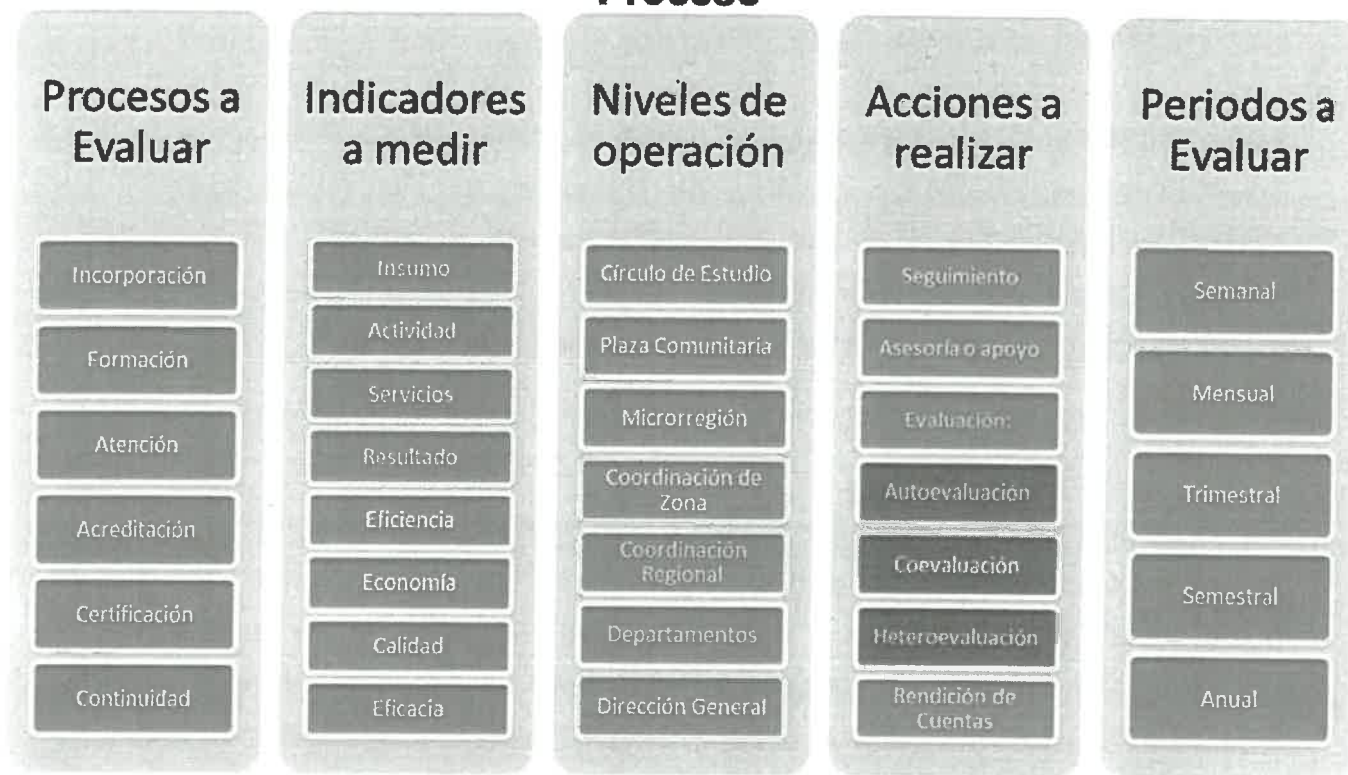 Proceso
Procesos a
Evaluar
Incorporación
Formación
Atención
Acreditación
Certificación
Continuidad
Indicadores
a medir
Insumo
Actividad
Servicios
Resultado
Eficiencia
Economía
Calidad
Eficacia
Niveles de
operación
Círculo de Estudio
Plaza Comunitaria
Microrregión
Coordinación de
Zona
Coordinación
Regional
Departamentos
Dirección General
Acciones a
realizar
Seguimiento
Asesoría o apoyo
Evaluación:
Autoevaluación
Coevaluación
Heteroevaluación
Rendición de
Cuentas
Periodos a
Evaluar
Semanal
Mensual
Trimestral
Semestral
Anual